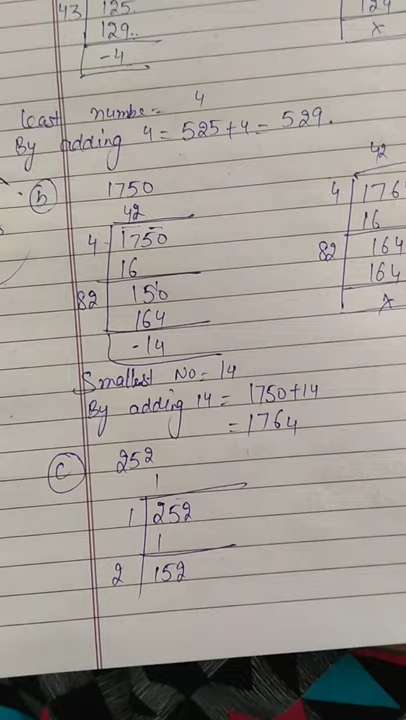 43 125
129
-4
124
x
least number = 4
By adding 4 = 525+4 = 529.
(b) 1750
42
4 1750
16
82 150
164
-14
42
4 176
16
82 164
164
x
Smallest No = 14
By adding 14 = 1750+14
= 1764
(c) 252
1
1 252
1
2 152